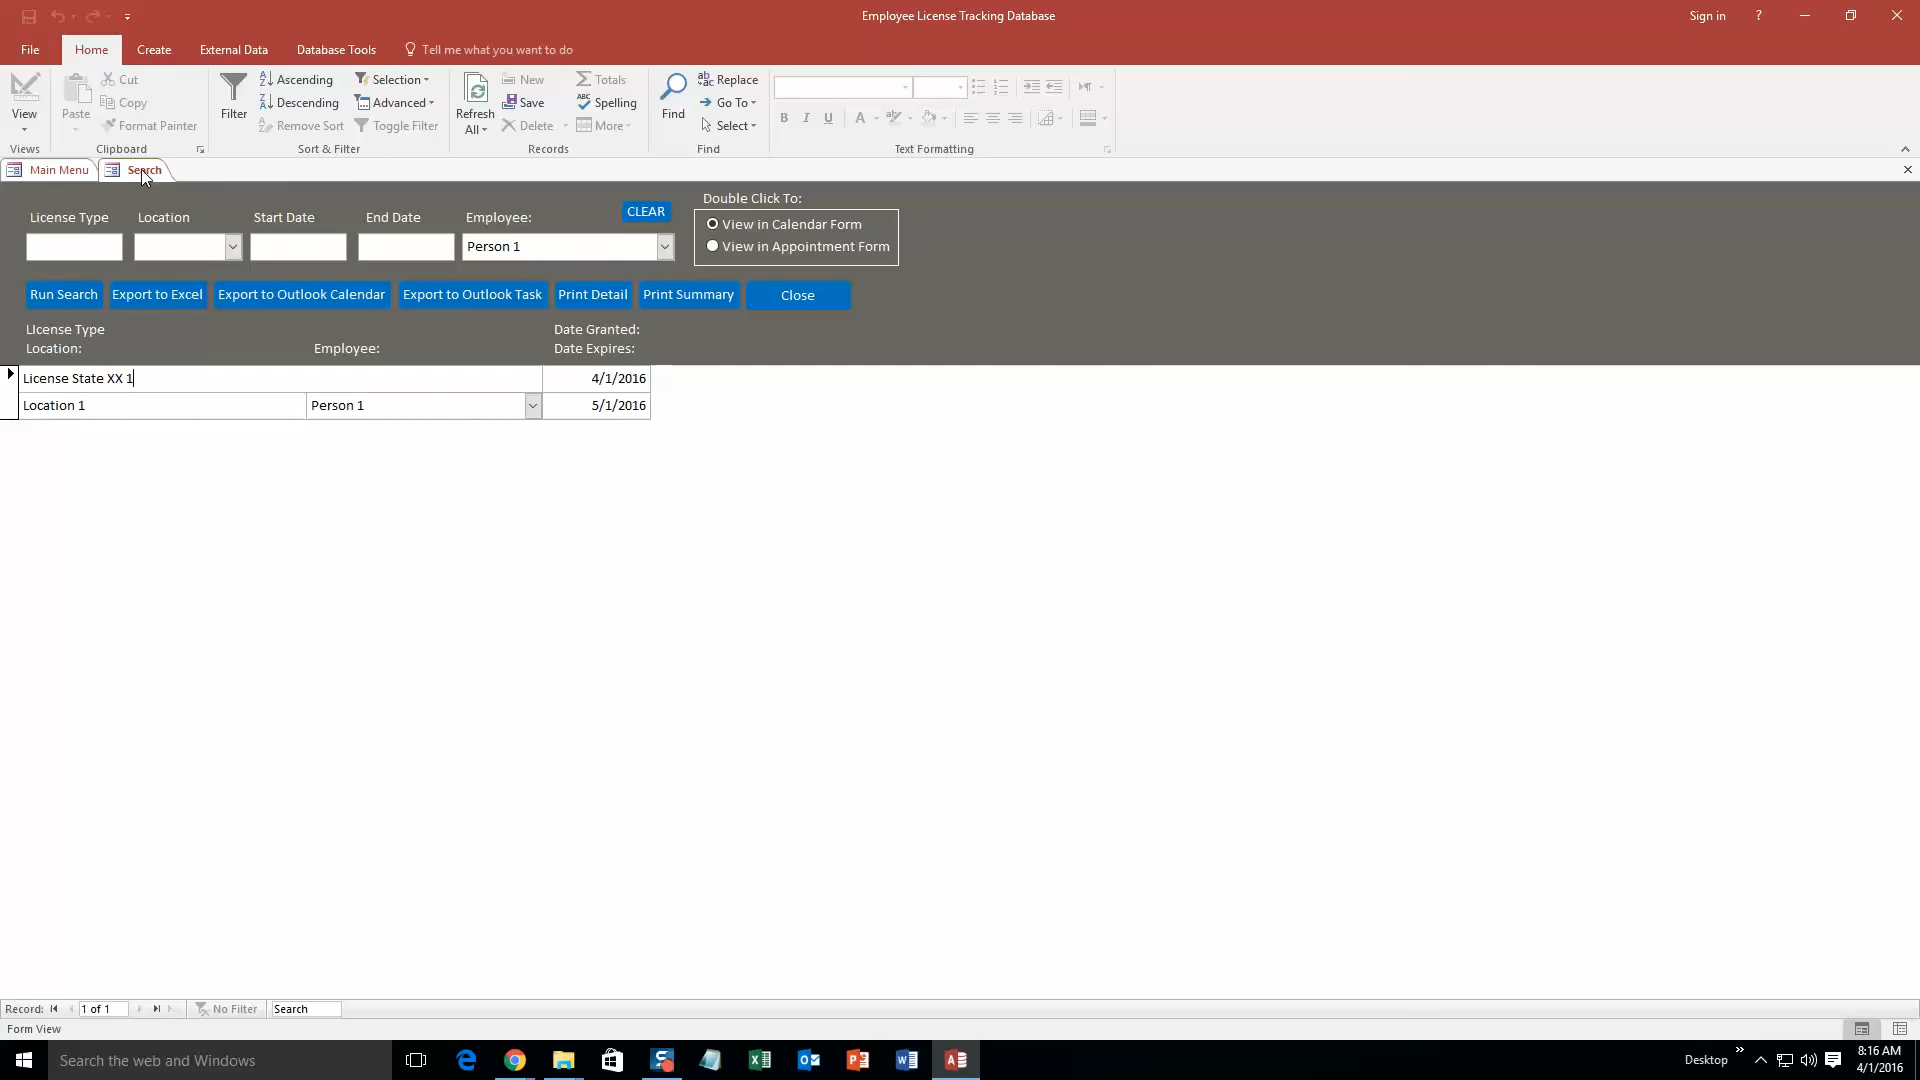 Employee License Tracking Database
Sign in
?
File
Home
Create
External Data
Database Tools
Tell me what you want to do
View
Views
Paste
Cut
Copy
Format Painter
Clipboard
Filter
Ascending
Descending
Remove Sort
Selection
Advanced
Toggle Filter
Sort & Filter
Refresh
All
New
Save
Delete
Totals
Spelling
More
Records
Find
Replace
Go To
Select
Find
B I U A
Text Formatting
Main Menu
Search
License Type
Location
Start Date
End Date
Employee:
CLEAR
Person 1
Double Click To:
View in Calendar Form
View in Appointment Form
Run Search
Export to Excel
Export to Outlook Calendar
Export to Outlook Task
Print Detail
Print Summary
Close
LIcense Type
Date Granted:
Location:
Employee:
Date Expires:
License State XX 1
4/1/2016
Location 1
Person 1
5/1/2016
Record:
1 of 1
No Filter
Search
Form View
Search the web and Windows
Desktop
8:16 AM
4/1/2016